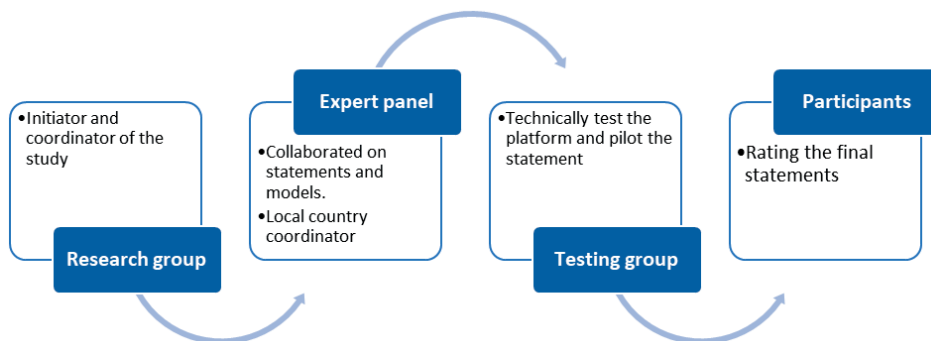 •Initiator and
coordinator of the
study
Research group
Expert panel
•Collaborated on
statements and
models.
•Local country
coordinator
•Technically test the
platform and pilot the
statement
Testing group
Participants
•Rating the final
statements